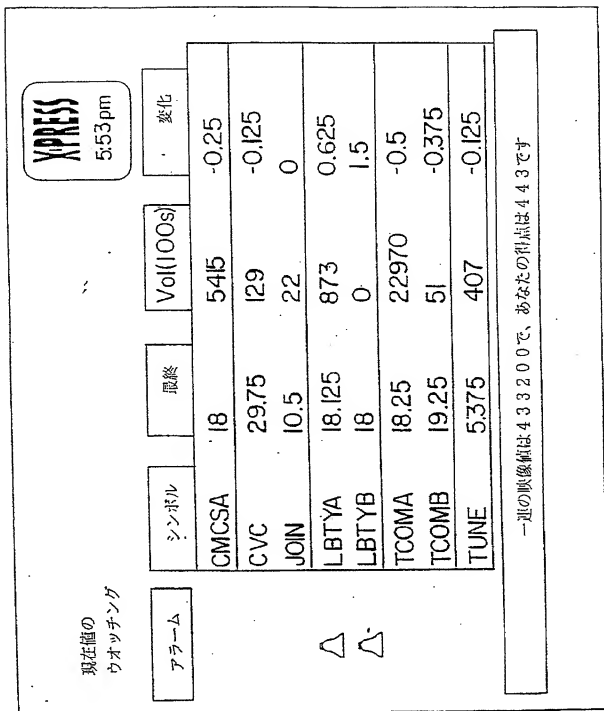 現在値の
ウオッチング
X·PRESS
5:53pm
アラーム シンボル 最終 Vol(100s) 変化
CMCSA 18 5415 -0.25
CVC 29.75 129 -0.125
JOIN 10.5 22 0
LBTYA 18.125 873 0.625
LBTYB 18 0 1.5
TCOMA 18.25 22970 -0.5
TCOMB 19.25 51 -0.375
TUNE 5.375 407 -0.125
一連の映像値は433200で、あなたの得点は443です